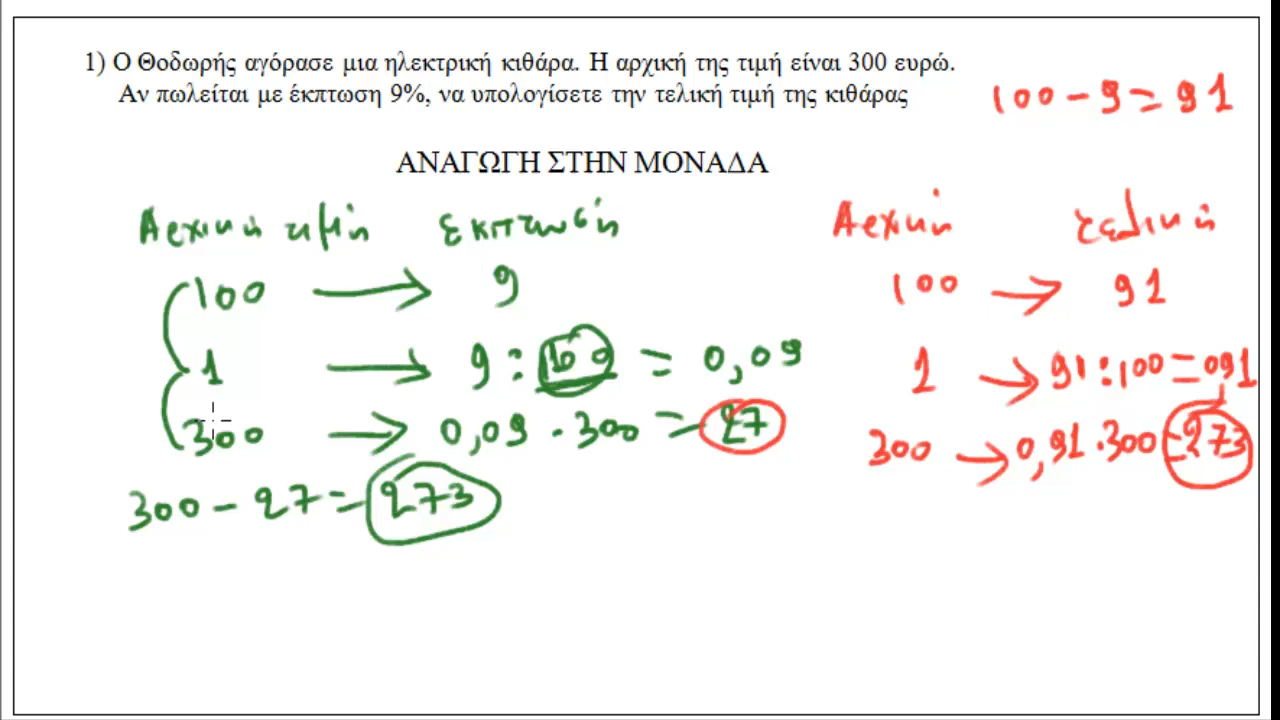 1) Ο Θοδωρής αγόρασε μια ηλεκτρική κιθάρα. Η αρχική της τιμή είναι 300 ευρώ.
Αν πωλείται με έκπτωση 9%, να υπολογίσετε την τελική τιμή της κιθάρας
100 - 9 = 91
ΑΝΑΓΩΓΗ ΣΤΗΝ ΜΟΝΑΔΑ
Αρχική τιμή έκπτωσή
100 → 9
1 → 9 : 100 = 0,09
300 → 0,09 · 300 = 27
300 - 27 = 273
Αρχική τελική
100 → 91
1 → 91 : 100 = 0,91
300 → 0,91 · 300 = 273